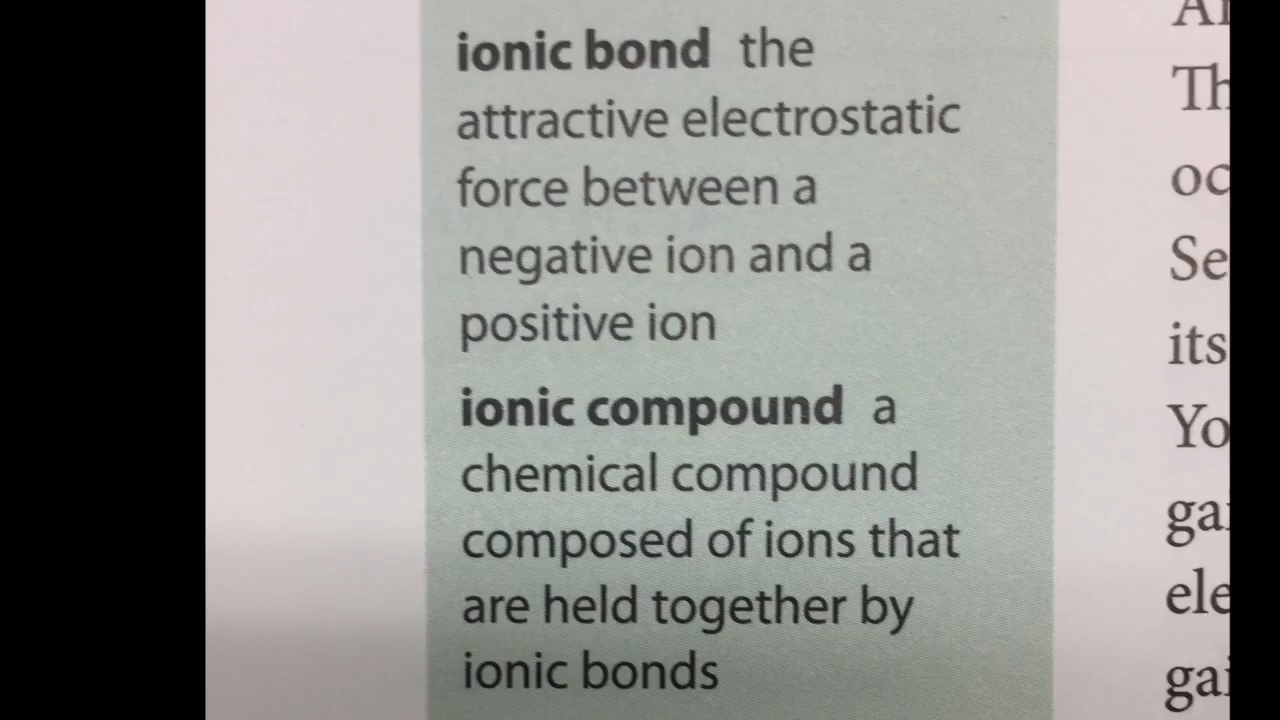 ionic bond the
attractive electrostatic
force between a
negative ion and a
positive ion
ionic compound a
chemical compound
composed of ions that
are held together by
ionic bonds
its